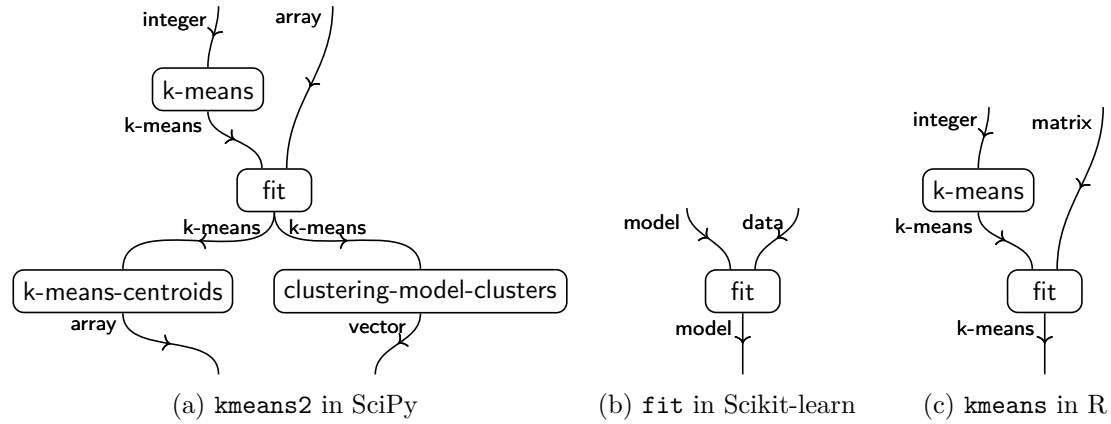 integer
array
k-means
k-means
fit
k-means
k-means
k-means-centroids
clustering-model-clusters
array
vector
(a) kmeans2 in SciPy
model
data
fit
model
(b) fit in Scikit-learn
integer
matrix
k-means
k-means
fit
k-means
(c) kmeans in R